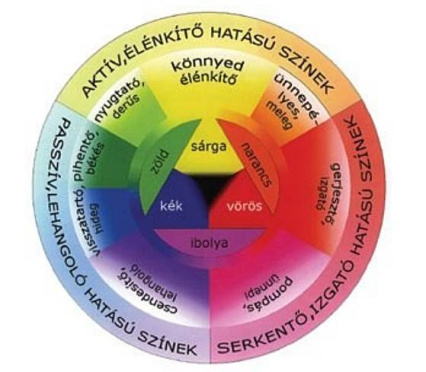 AKTÍV,ÉLÉNKÍTŐ HATÁSÚ SZÍNEK
SERKENTŐ,IZGATÓ HATÁSÚ SZÍNEK
PASSZÍV,LEHANGOLÓ HATÁSÚ SZÍNEK
könnyed
élénkítő
ünnepé-
lyes,
meleg
gerjesztő
izgató
pompás,
ünnepi
csendesítő,
lehangoló
visszatartó,
hideg
pihentő,
békés
nyugtató,
derűs
sárga
narancs
vörös
ibolya
kék
zöld